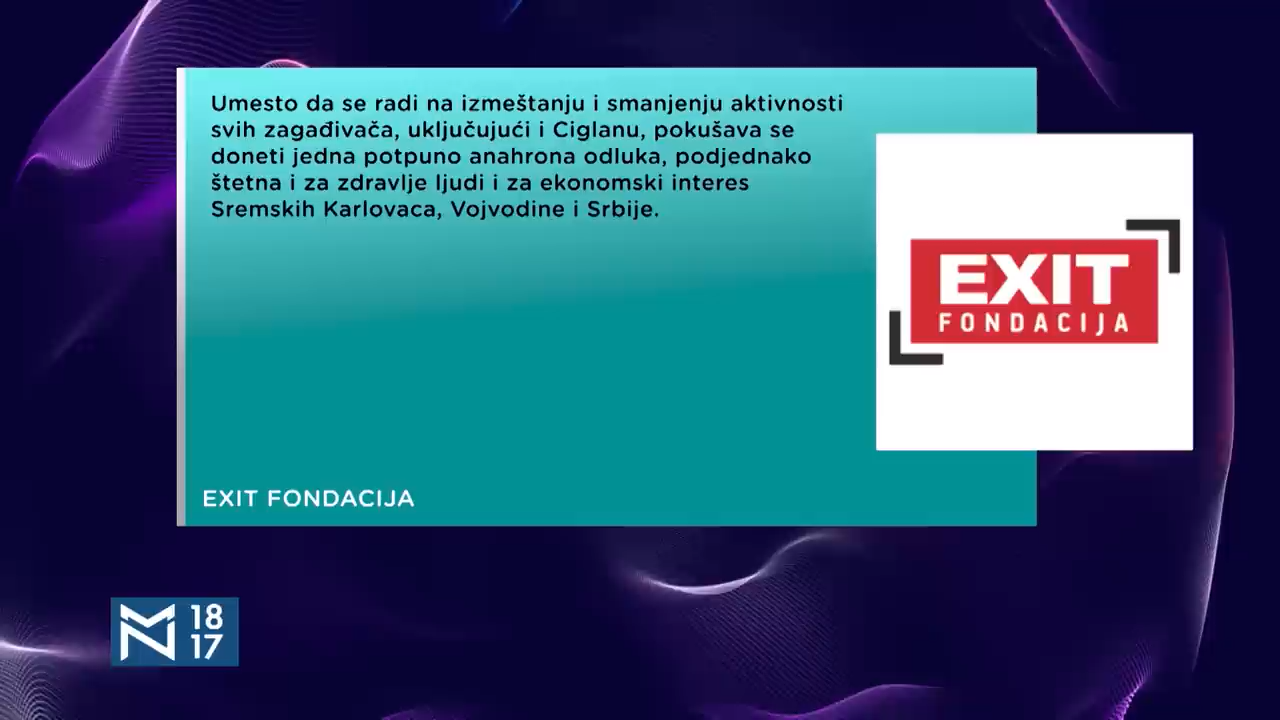 Umesto da se radi na izmeštanju i smanjenju aktivnosti
svih zagađivača, uključujući i Ciglanu, pokušava se
doneti jedna potpuno anahrona odluka, podjednako
štetna i za zdravlje ljudi i za ekonomski interes
Sremskih Karlovaca, Vojvodine i Srbije.
EXIT
FONDACIJA
EXIT FONDACIJA
18
17